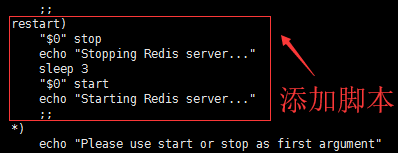 ;;
restart)
"$0" stop
echo "Stopping Redis server..."
sleep 3
"$0" start
echo "Starting Redis server..."
;;
*)
echo "Please use start or stop as first argument"
添加脚本